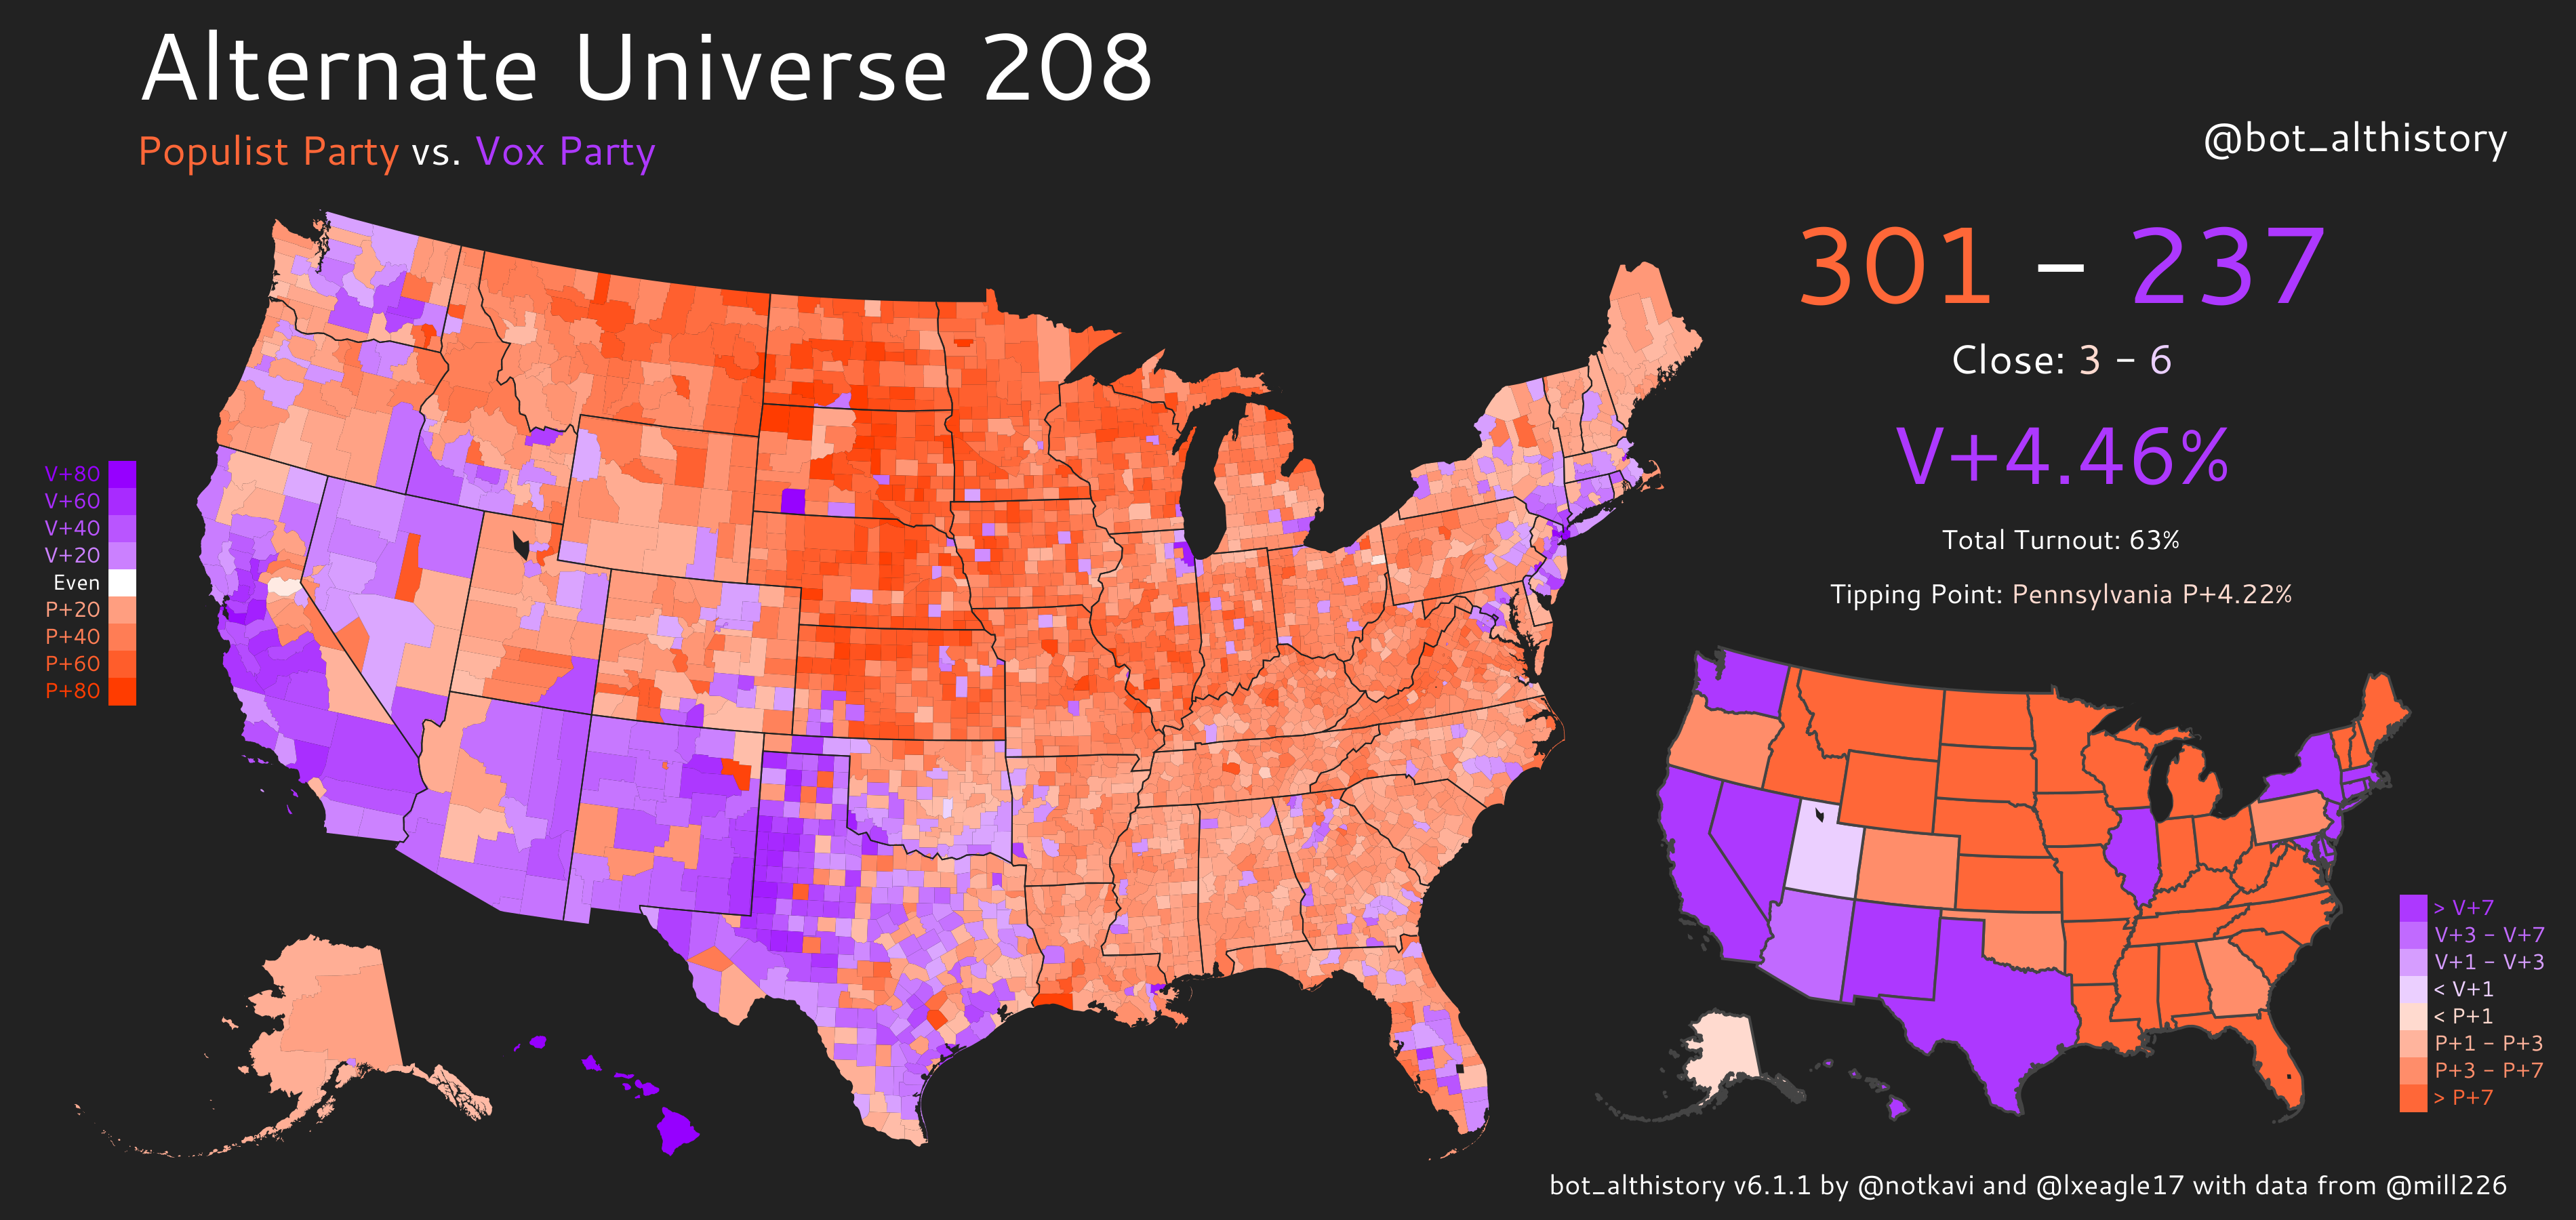 Alternate Universe 208
Populist Party vs. Vox Party
@bot_althistory
301 – 237
Close: 3 - 6
V+4.46%
Total Turnout: 63%
Tipping Point: Pennsylvania P+4.22%
V+80
V+60
V+40
V+20
Even
P+20
P+40
P+60
P+80
> V+7
V+3 - V+7
V+1 - V+3
< V+1
< P+1
P+1 - P+3
P+3 - P+7
> P+7
bot_althistory v6.1.1 by @notkavi and @lxeagle17 with data from @mill226